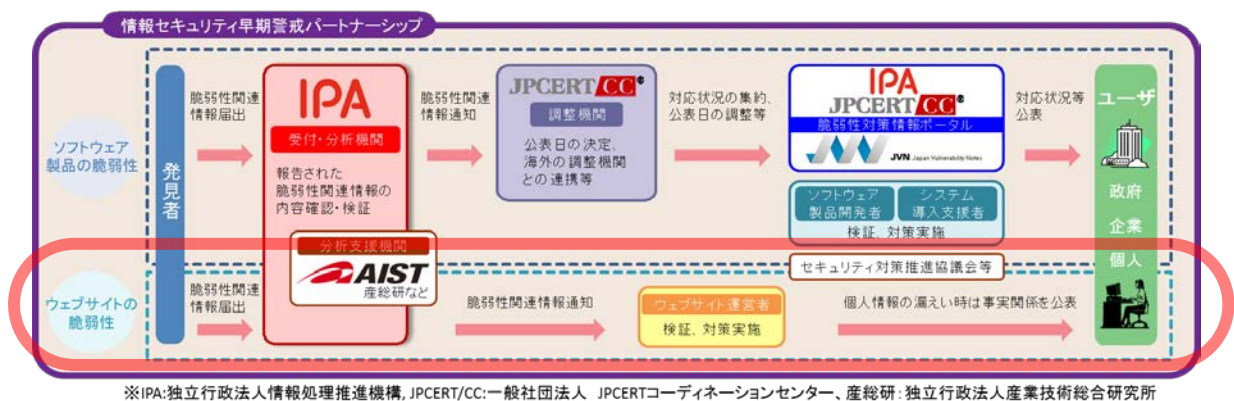 情報セキュリティ早期警戒パートナーシップ
ソフトウェア
製品の脆弱性
発見者
脆弱性関連
情報届出
IPA
受付・分析機関
報告された
脆弱性関連情報の
内容確認・検証
脆弱性関連
情報通知
JPCERT CC®
調整機関
公表日の決定、
海外の調整機関
との連携等
対応状況の集約、
公表日の調整等
IPA
JPCERT CC®
脆弱性対策情報ポータル
JVN Japan Vulnerability Notes
ソフトウェア
製品開発者
システム
導入支援者
検証、対策実施
セキュリティ対策推進協議会等
対応状況等
公表
ユーザ
政府
企業
個人
分析支援機関
AIST
産総研など
ウェブサイトの
脆弱性
脆弱性関連
情報届出
脆弱性関連情報通知
ウェブサイト運営者
検証、対策実施
個人情報の漏えい時は事実関係を公表
※IPA:独立行政法人情報処理推進機構, JPCERT/CC:一般社団法人 JPCERTコーディネーションセンター、産総研:独立行政法人産業技術総合研究所